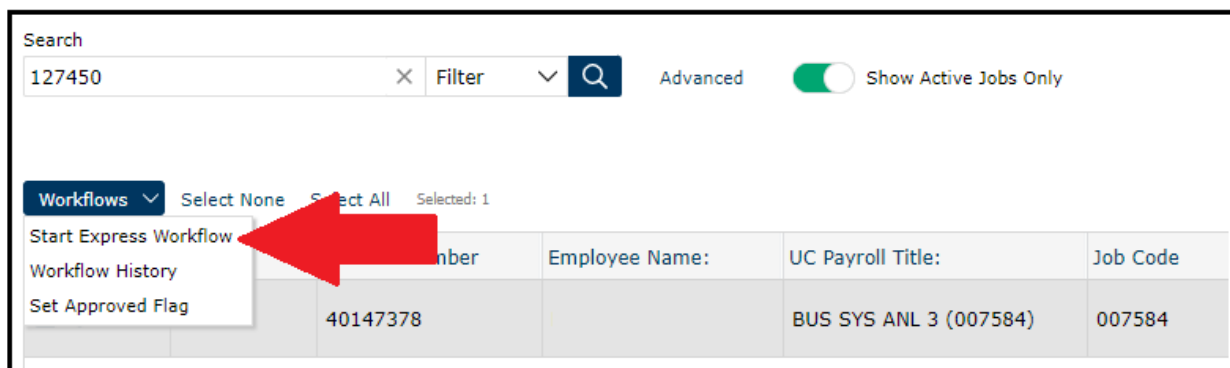 Search
127450 Filter Advanced Show Active Jobs Only
Workflows Select None Select All Selected: 1
Start Express Workflow
Workflow History
Set Approved Flag
Employee Name: UC Payroll Title: Job Code
40147378 BUS SYS ANL 3 (007584) 007584